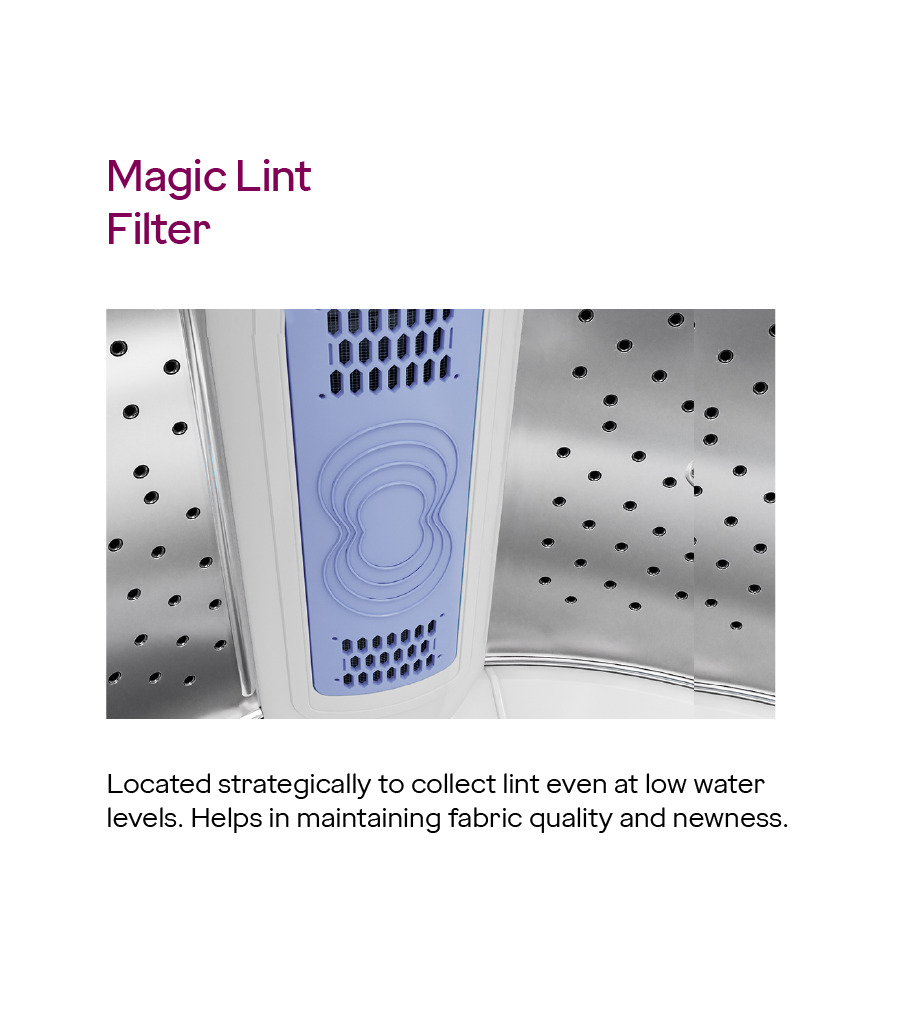 Magic Lint
Filter
Located strategically to collect lint even at low water
levels. Helps in maintaining fabric quality and newness.